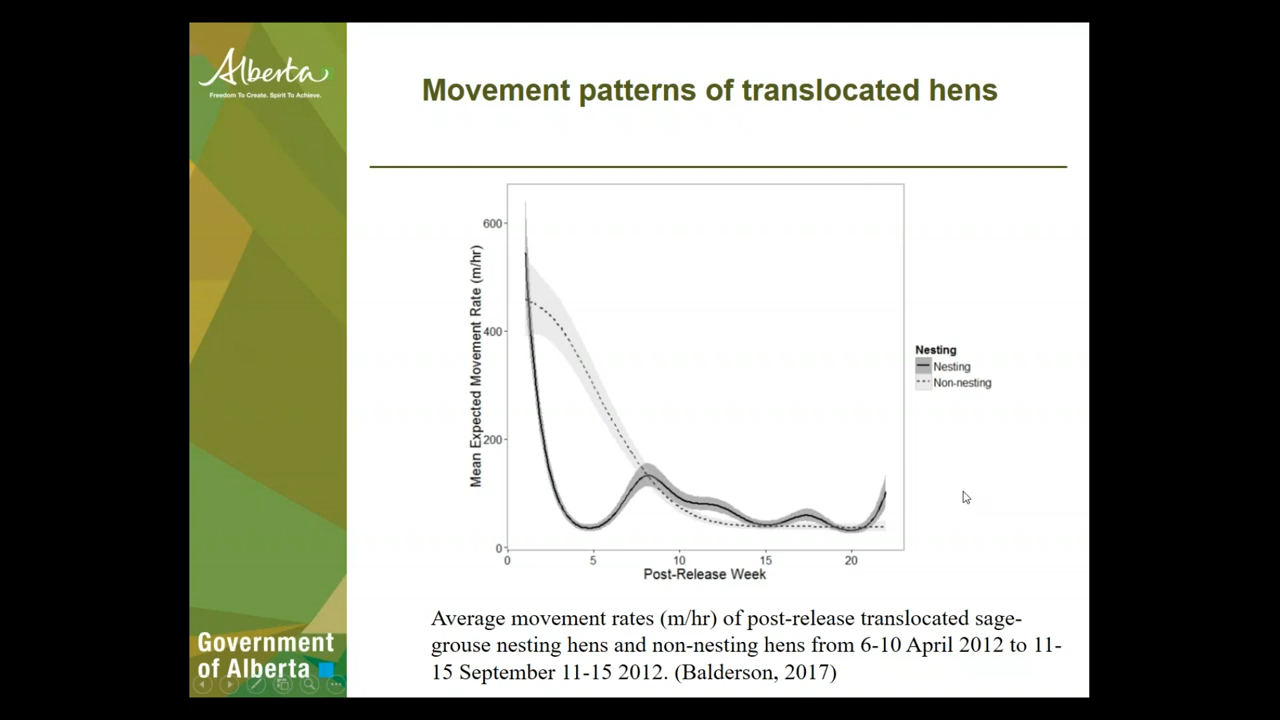 Alberta
Freedom To Create. Spirit To Achieve.
Movement patterns of translocated hens
Mean Expected Movement Rate (m/hr)
600
400
200
0
0 5 10 15 20
Post-Release Week
Nesting
Nesting
Non-nesting
Average movement rates (m/hr) of post-release translocated sage-
grouse nesting hens and non-nesting hens from 6-10 April 2012 to 11-
15 September 11-15 2012. (Balderson, 2017)
Government
of Alberta